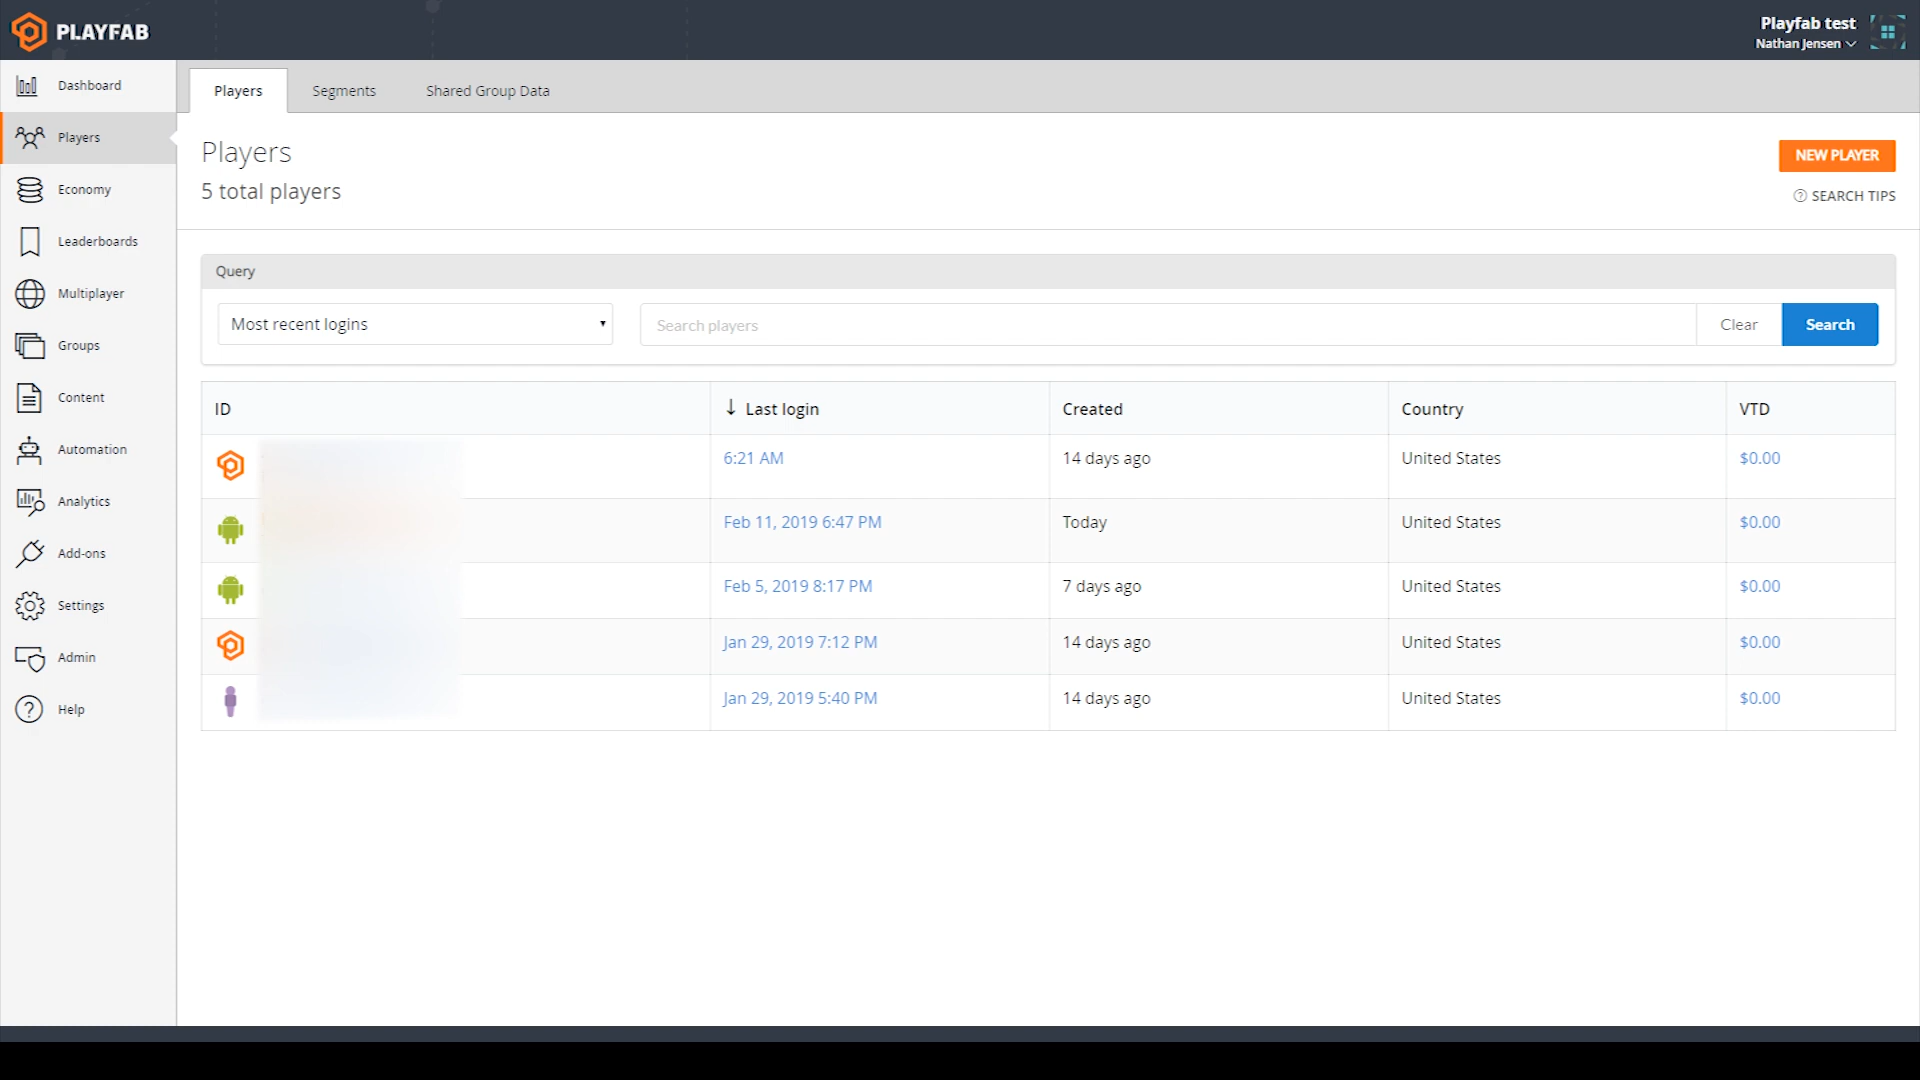 PLAYFAB
Playfab test
Nathan Jensen
Dashboard
Players
Economy
Leaderboards
Multiplayer
Groups
Content
Automation
Analytics
Add-ons
Settings
Admin
Help
Players Segments Shared Group Data
Players
5 total players
NEW PLAYER
? SEARCH TIPS
Query
Most recent logins Search players Clear Search
ID ↓ Last login Created Country VTD
6:21 AM 14 days ago United States $0.00
Feb 11, 2019 6:47 PM Today United States $0.00
Feb 5, 2019 8:17 PM 7 days ago United States $0.00
Jan 29, 2019 7:12 PM 14 days ago United States $0.00
Jan 29, 2019 5:40 PM 14 days ago United States $0.00